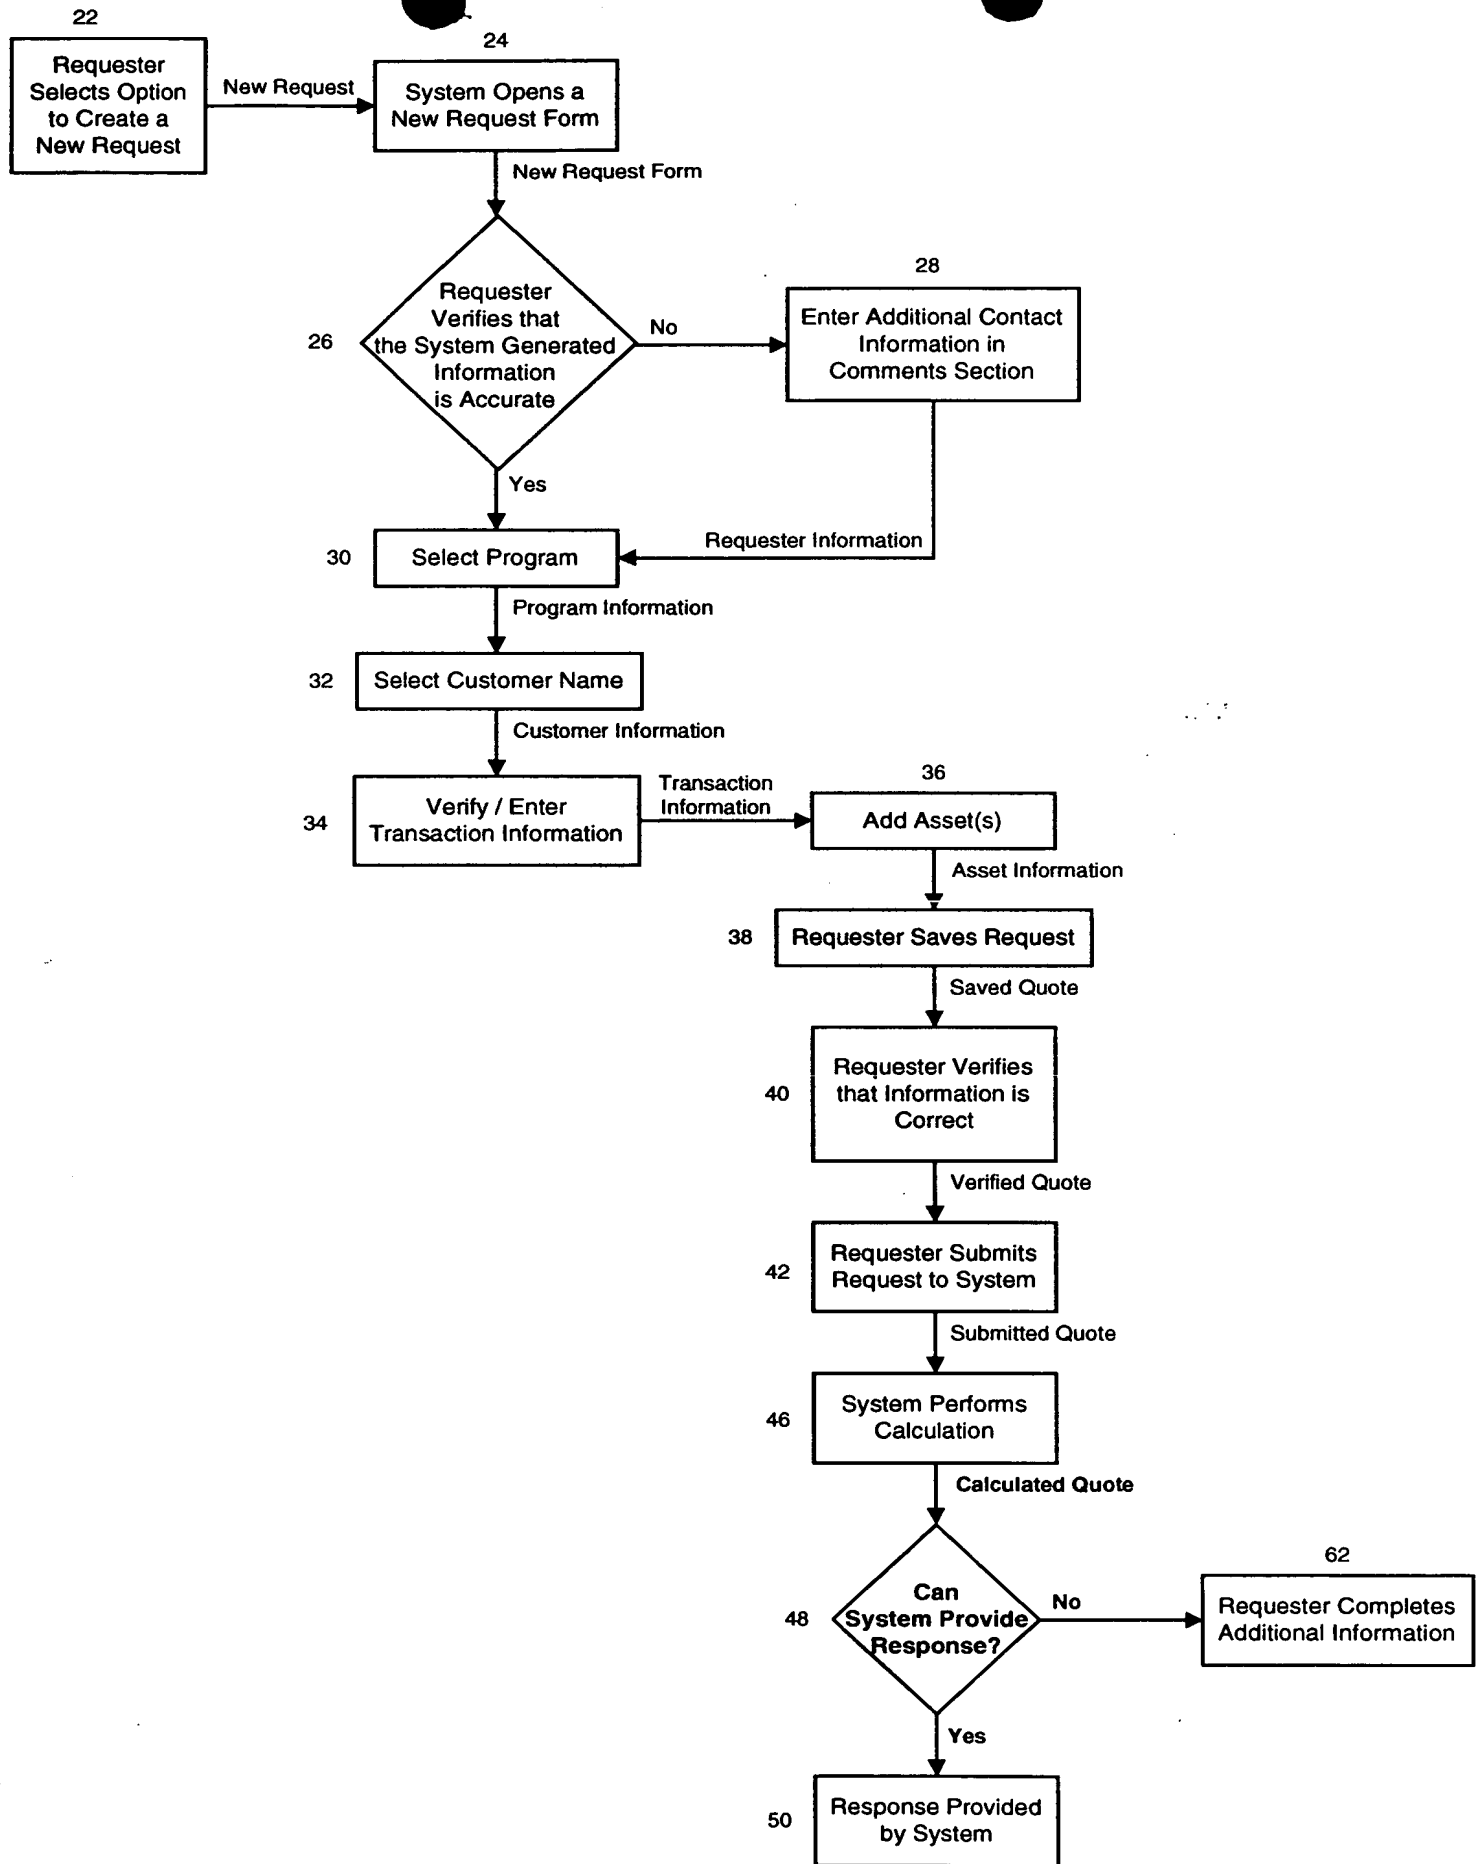 22
Requester
Selects Option
to Create a
New Request
New Request
24
System Opens a
New Request Form
New Request Form
26
Requester
Verifies that
the System Generated
Information
is Accurate
No
28
Enter Additional Contact
Information in
Comments Section
Yes
Requester Information
30
Select Program
Program Information
32
Select Customer Name
Customer Information
34
Verify / Enter
Transaction Information
Transaction
Information
36
Add Asset(s)
Asset Information
38
Requester Saves Request
Saved Quote
40
Requester Verifies
that Information is
Correct
Verified Quote
42
Requester Submits
Request to System
Submitted Quote
46
System Performs
Calculation
Calculated Quote
48
Can
System Provide
Response?
No
62
Requester Completes
Additional Information
Yes
50
Response Provided
by System